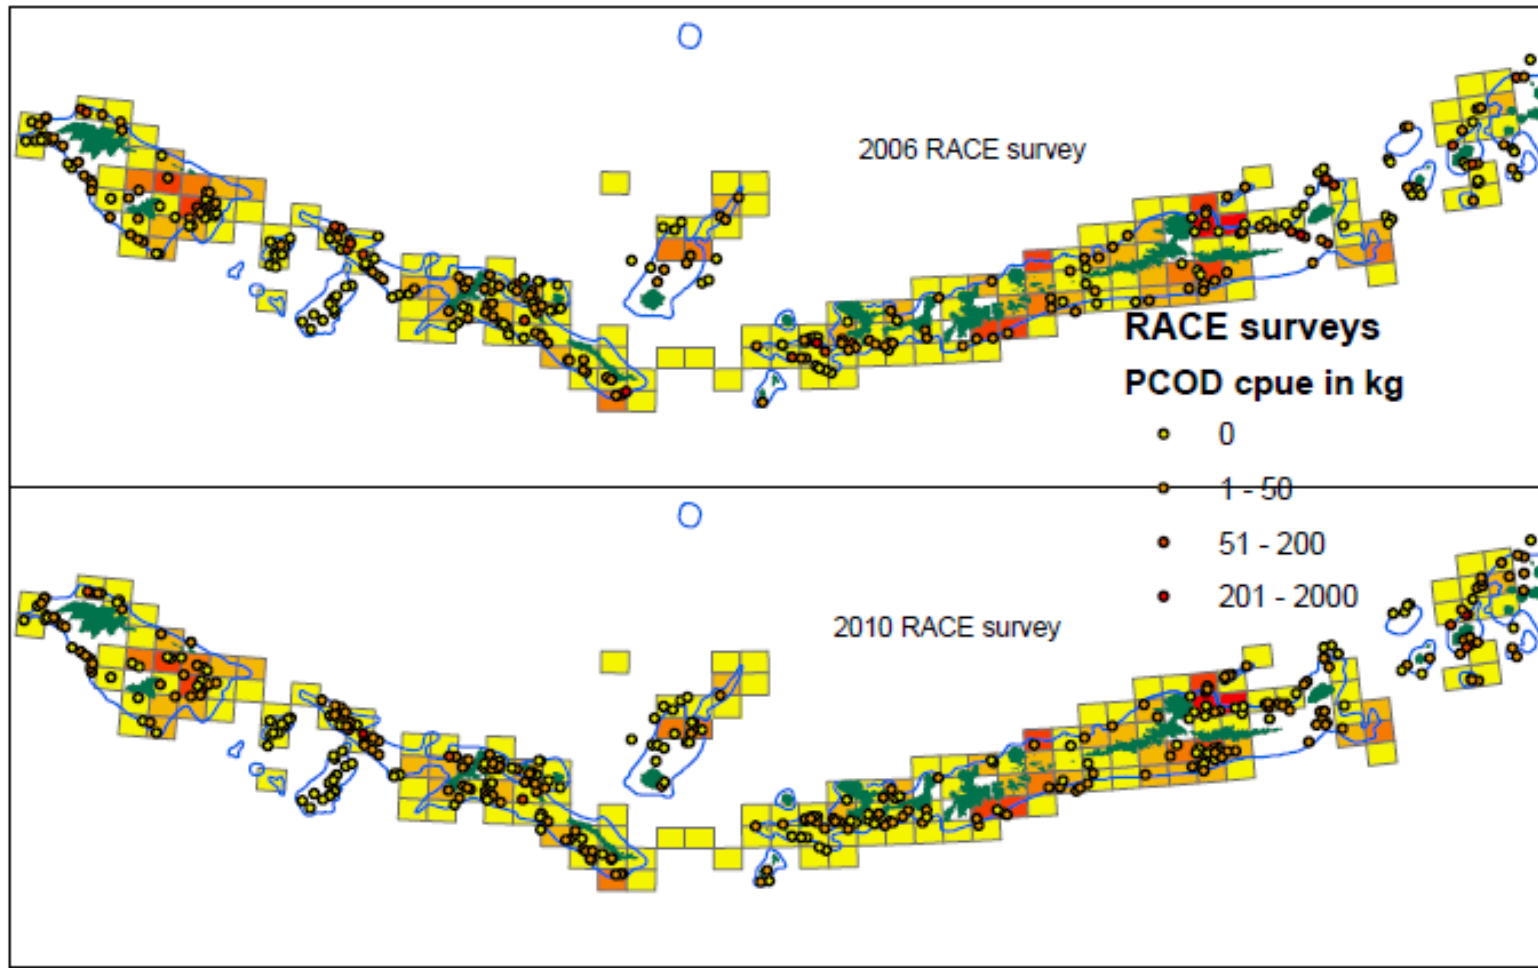 2006 RACE survey
RACE surveys
PCOD cpue in kg
0
1 - 50
51 - 200
201 - 2000
2010 RACE survey